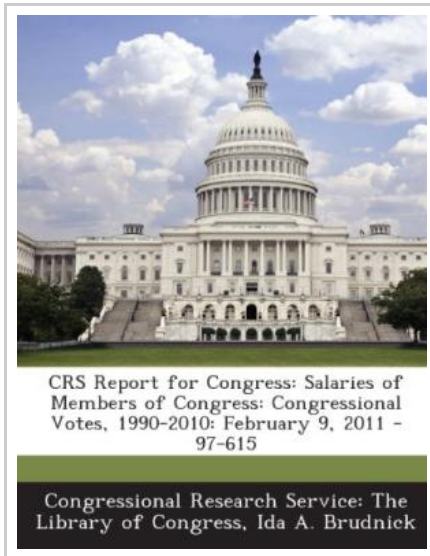 CRS Report for Congress: Salaries of
Members of Congress: Congressional
Votes, 1990-2010: February 9, 2011 -
97-615
Congressional Research Service: The
Library of Congress, Ida A. Brudnick